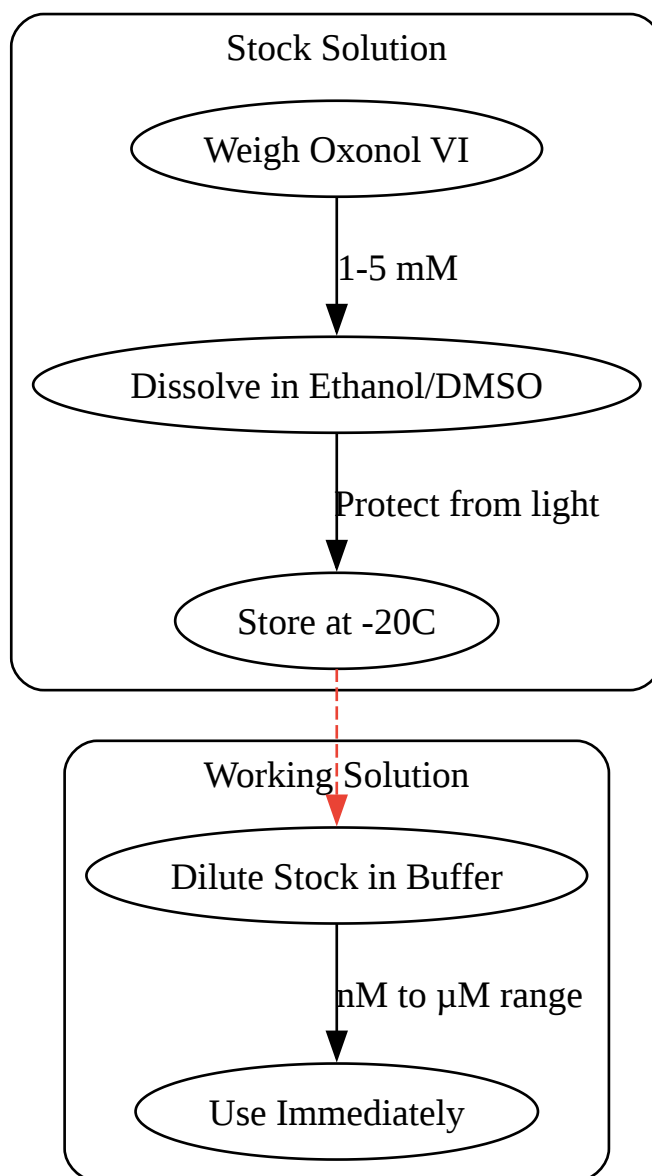 Stock Solution
Weigh Oxonol VI
1-5 mM
Dissolve in Ethanol/DMSO
Protect from light
Store at -20C
Working Solution
Dilute Stock in Buffer
nM to µM range
Use Immediately